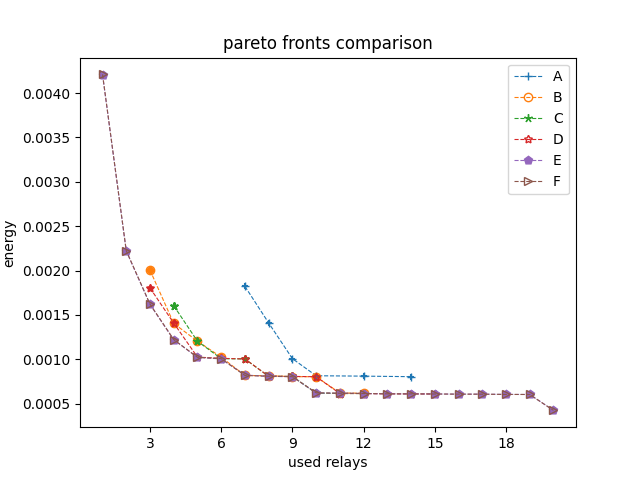 pareto fronts comparison
0.0040
0.0035
0.0030
0.0025
0.0020
0.0015
0.0010
0.0005
energy
3 6 9 12 15 18
used relays
A
B
C
D
E
F